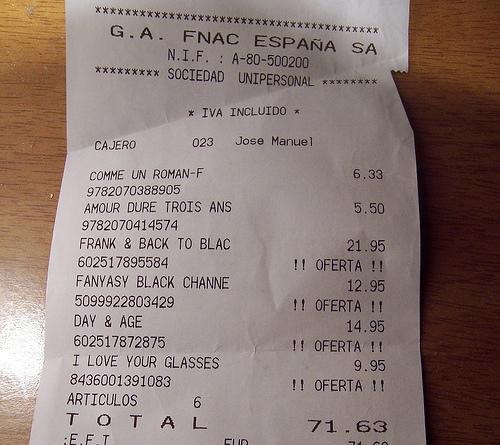 ****************************************
G.A. FNAC ESPAÑA SA
N.I.F. : A-80-500200
********* SOCIEDAD UNIPERSONAL ********
* IVA INCLUIDO *
CAJERO 023 Jose Manuel
COMME UN ROMAN-F 6.33
9782070388905
AMOUR DURE TROIS ANS 5.50
9782070414574
FRANK & BACK TO BLAC 21.95
602517895584 !! OFERTA !!
FANYASY BLACK CHANNE 12.95
5099922803429 !! OFERTA !!
DAY & AGE 14.95
602517872875 !! OFERTA !!
I LOVE YOUR GLASSES 9.95
8436001391083 !! OFERTA !!
ARTICULOS 6
TOTAL 71.63
EUR